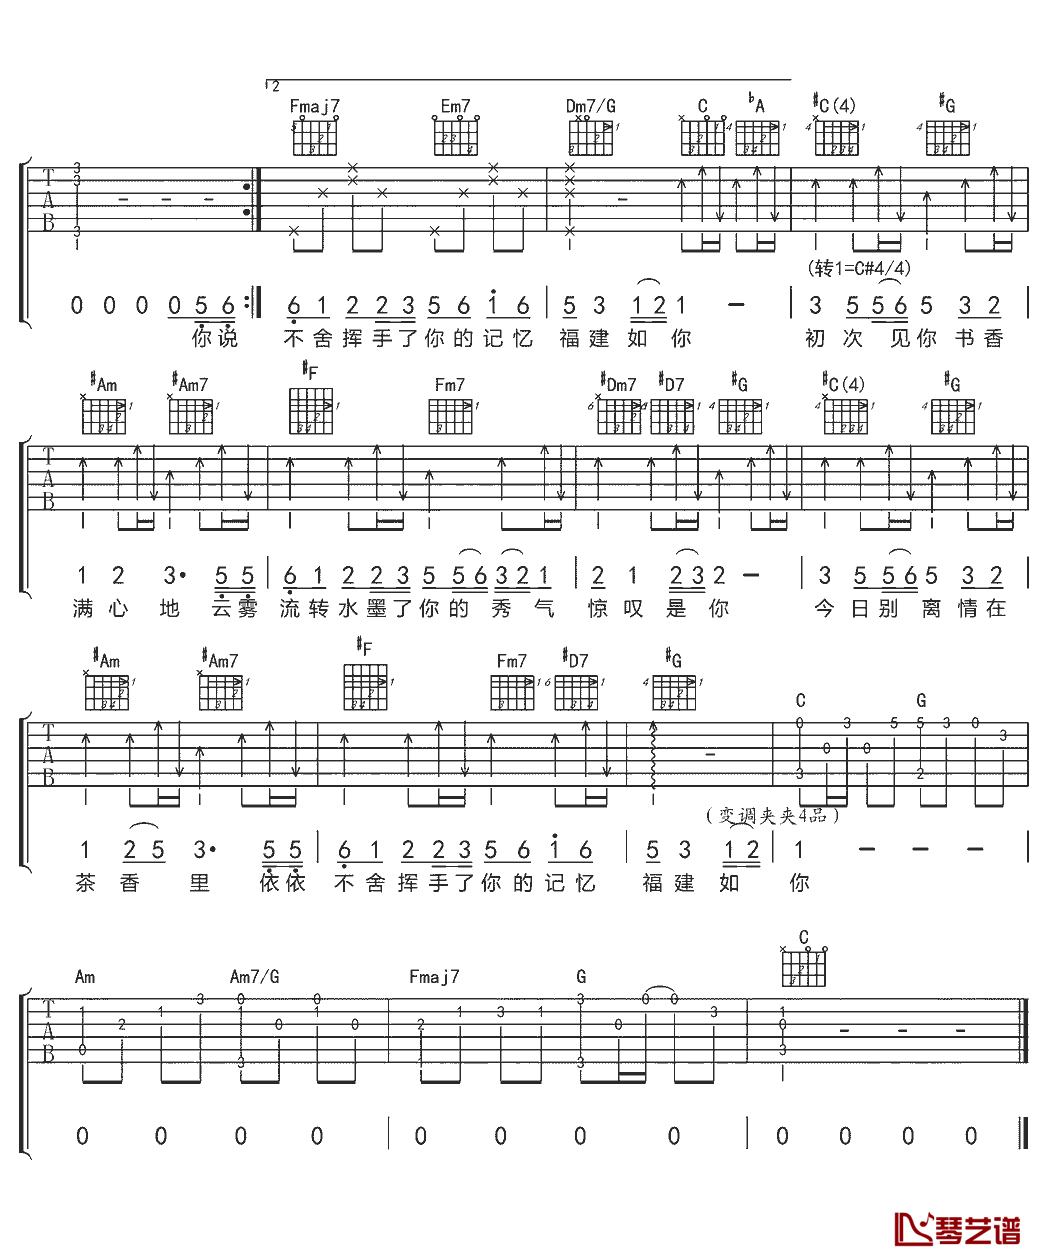 12
Fmaj7 Em7 Dm7/G C ♭A #C(4) #G
(转1=C#4/4)
0 0 0 0 5 6 6 1 2 2 3 5 6 1 6 5 3 1 2 1 - 3 5 5 6 5 3 2
你说 不舍挥手了你的记忆 福建如你 初次见你书香
#Am #Am7 #F Fm7 #Dm7 #D7 #G #C(4) #G
1 2 3· 5 5 6 1 2 2 3 5 5 6 3 2 1 2 1 2 3 2 - 3 5 5 6 5 3 2
满心地云雾 流转水墨了你的秀气 惊叹是你 今日别离情在
#Am #Am7 #F Fm7 #D7 #G C G
(变调夹夹4品)
1 2 5 3· 5 5 6 1 2 2 3 5 6 1 6 5 3 1 2 1 - - -
茶香里依依 不舍挥手了你的记忆 福建如你
Am Am7/G Fmaj7 G C
0 0 0 0 0 0 0 0 0 0 0
琴艺谱